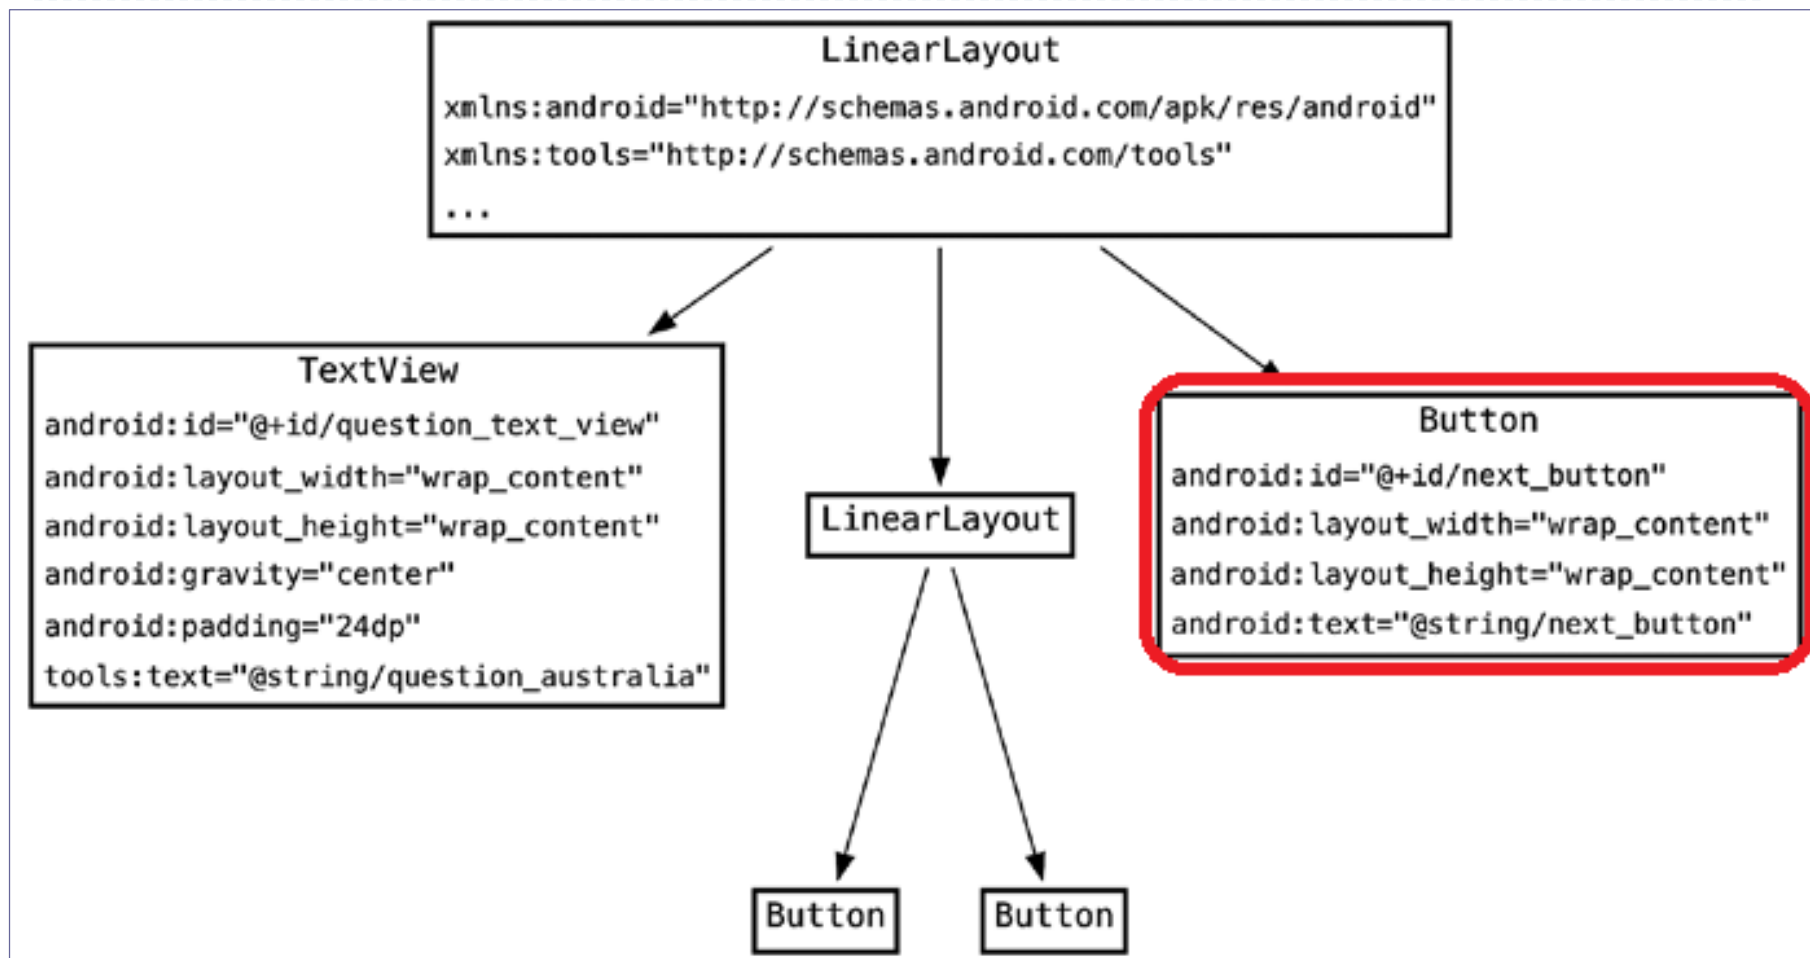 LinearLayout
xmlns:android="http://schemas.android.com/apk/res/android"
xmlns:tools="http://schemas.android.com/tools"
...
TextView
android:id="@+id/question_text_view"
android:layout_width="wrap_content"
android:layout_height="wrap_content"
android:gravity="center"
android:padding="24dp"
tools:text="@string/question_australia"
LinearLayout
Button
android:id="@+id/next_button"
android:layout_width="wrap_content"
android:layout_height="wrap_content"
android:text="@string/next_button"
Button
Button